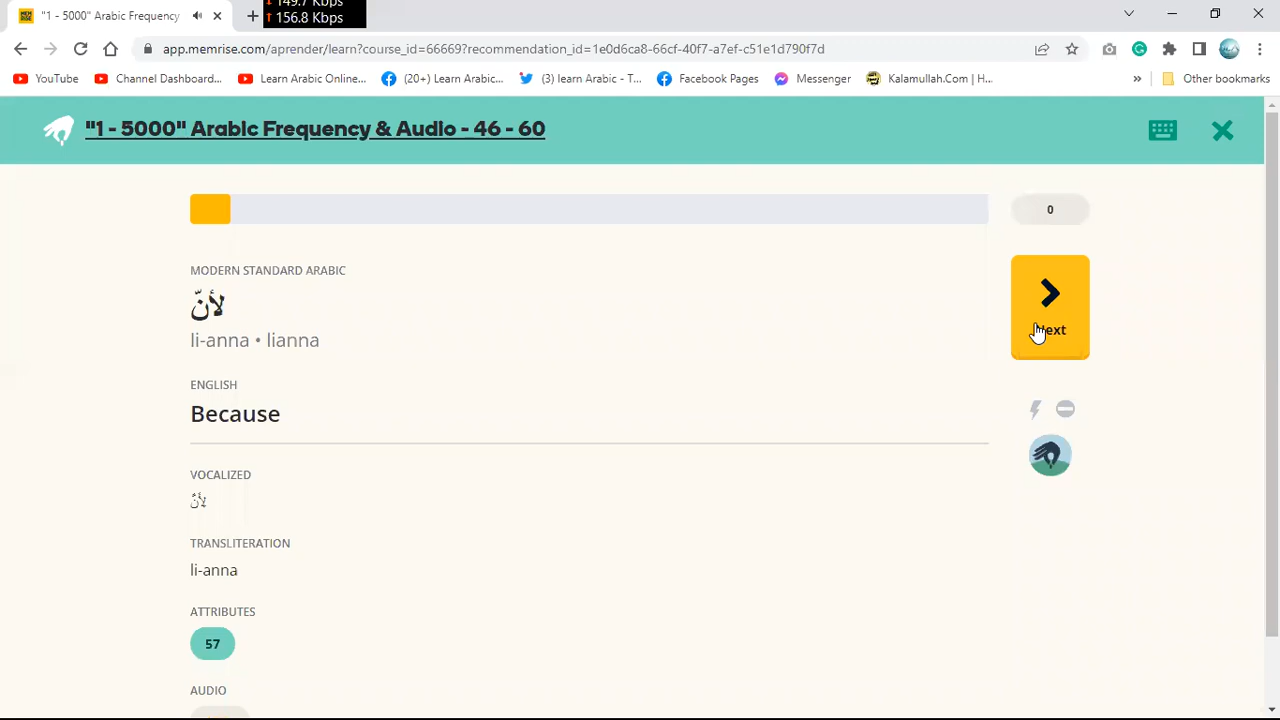 "1 - 5000" Arabic Frequency
149.7 Kbps
156.8 Kbps
app.memrise.com/aprender/learn?course_id=66669?recommendation_id=1e0d6ca8-66cf-40f7-a7ef-c51e1d790f7d
YouTube
Channel Dashboard...
Learn Arabic Online...
(20+) Learn Arabic...
(3) learn Arabic - T...
Facebook Pages
Messenger
Kalamullah.Com | H...
»
Other bookmarks
"1 - 5000" Arabic Frequency & Audio - 46 - 60
0
MODERN STANDARD ARABIC
لأنّ
li-anna • lianna
Next
ENGLISH
Because
VOCALIZED
TRANSLITERATION
li-anna
ATTRIBUTES
57
AUDIO